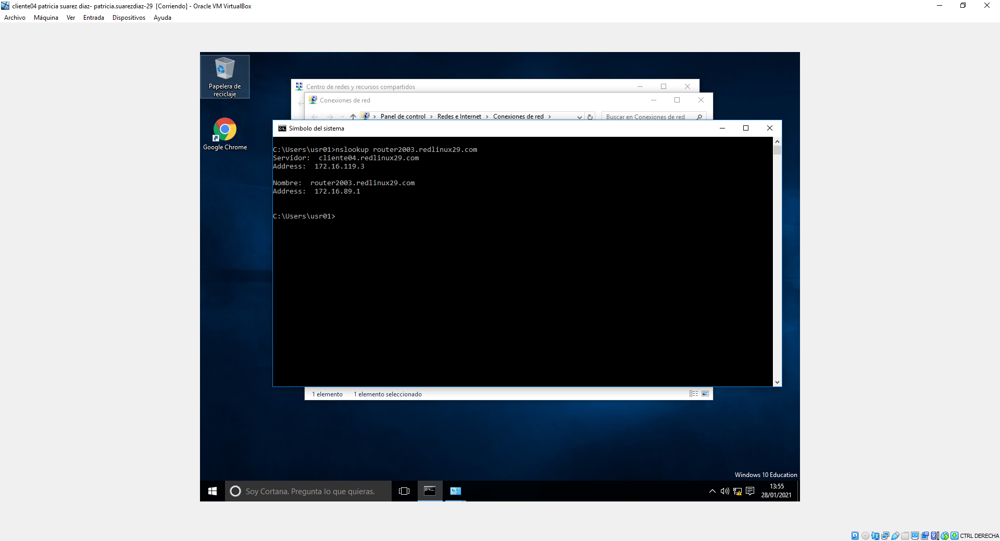 cliente04 patricia suarez diaz- patricia.suarezdiaz-29 [Corriendo] - Oracle VM VirtualBox
Archivo Máquina Ver Entrada Dispositivos Ayuda
Papelera de
reciclaje
Google Chrome
Centro de redes y recursos compartidos
Conexiones de red
Panel de control > Redes e Internet > Conexiones de red >
Buscar en Conexiones de red
Símbolo del sistema
C:\Users\usr01>nslookup router2003.redlinux29.com
Servidor:  cliente04.redlinux29.com
Address:  172.16.119.3
Nombre:  router2003.redlinux29.com
Address:  172.16.89.1
C:\Users\usr01>
1 elemento 1 elemento seleccionado
Windows 10 Education
Soy Cortana. Pregunta lo que quieras.
13:55
28/01/2021
CTRL DERECHA